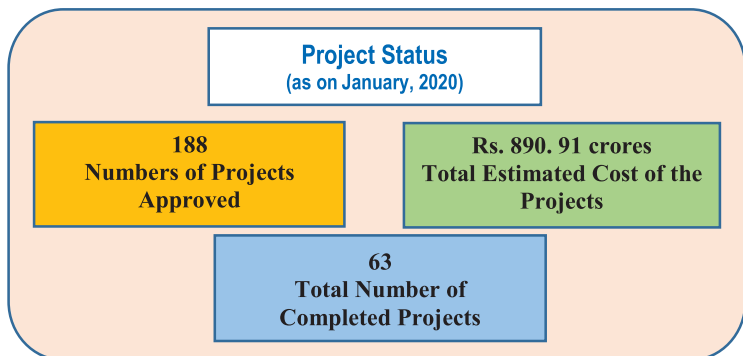 Project Status
(as on January, 2020)
188
Numbers of Projects
Approved
Rs. 890. 91 crores
Total Estimated Cost of the
Projects
63
Total Number of
Completed Projects